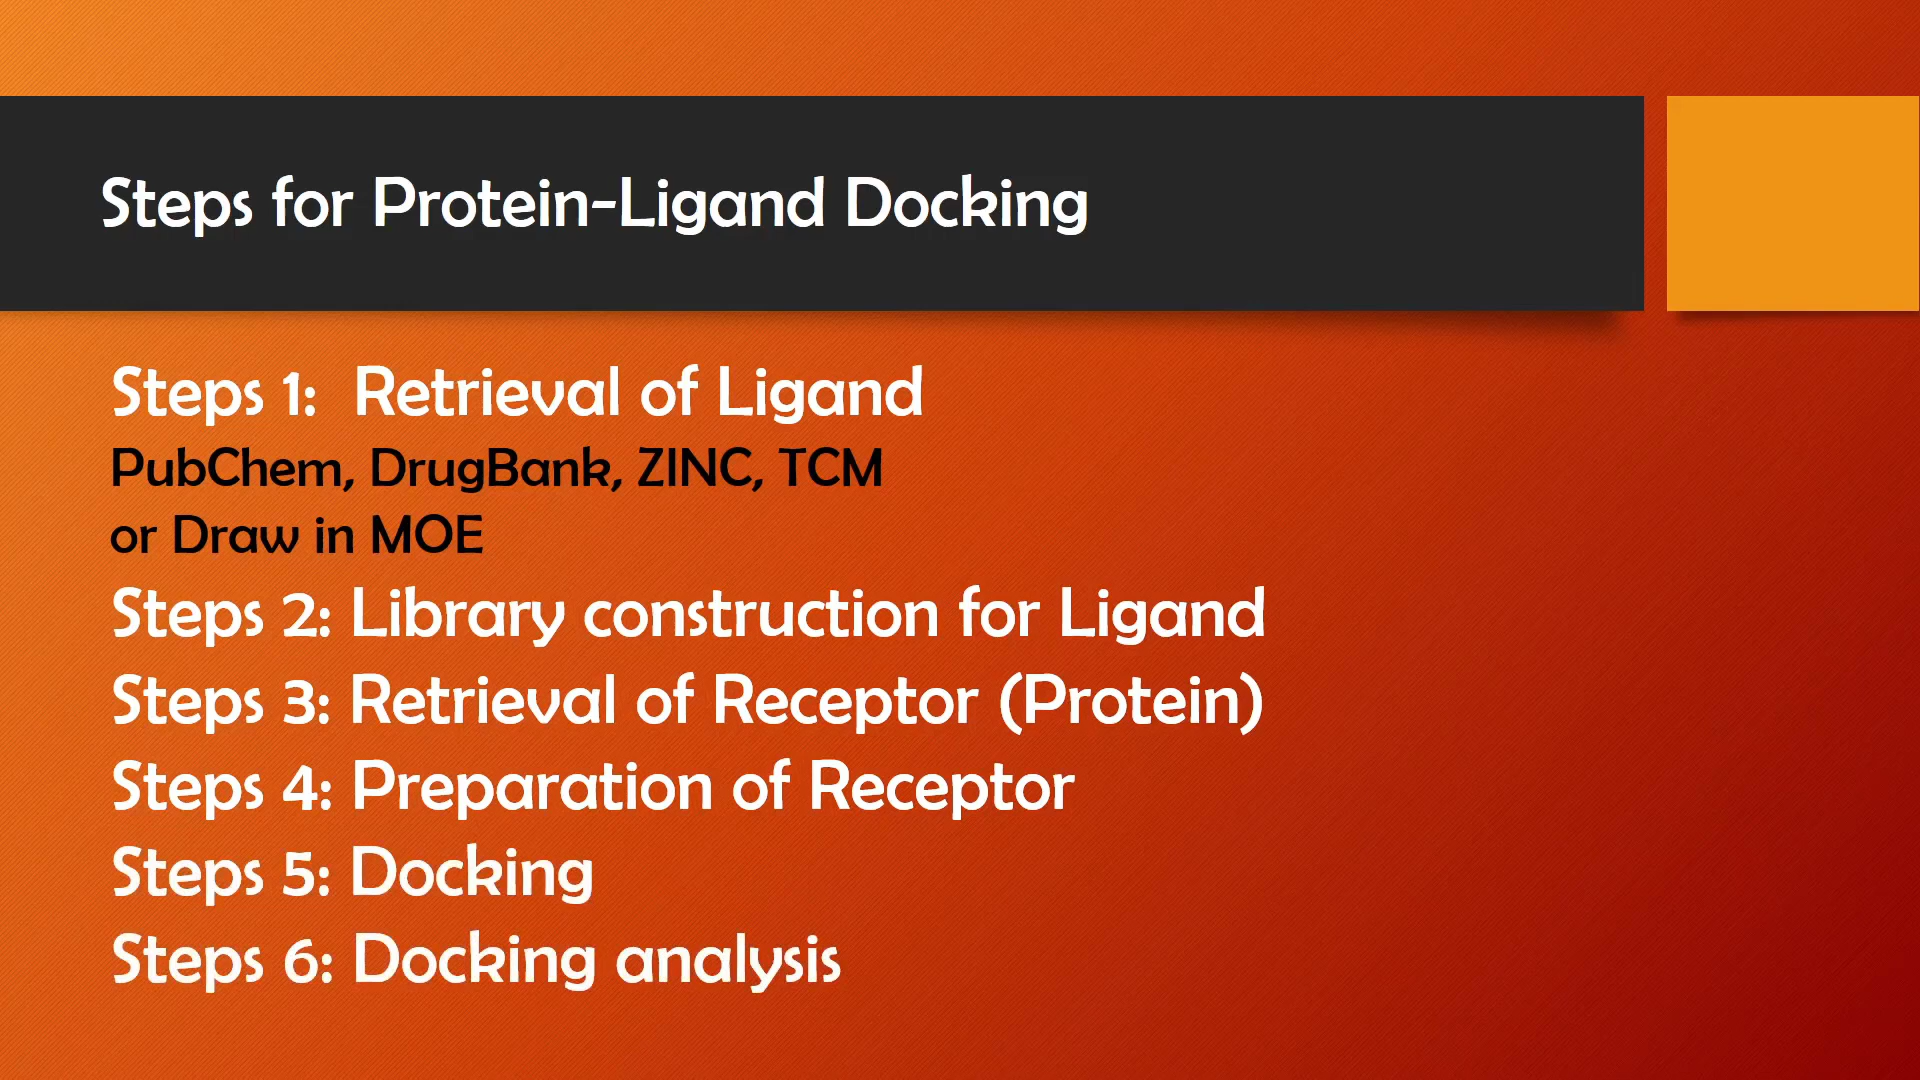 Steps for Protein-Ligand Docking
Steps 1:  Retrieval of Ligand
PubChem, DrugBank, ZINC, TCM
or Draw in MOE
Steps 2: Library construction for Ligand
Steps 3: Retrieval of Receptor (Protein)
Steps 4: Preparation of Receptor
Steps 5: Docking
Steps 6: Docking analysis